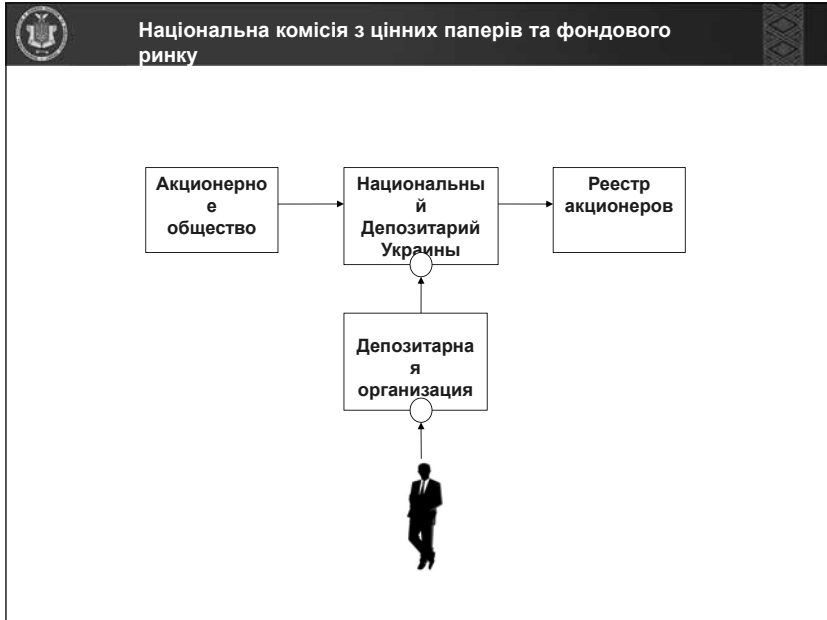 Національна комісія з цінних паперів та фондового
ринку
Акционерно
е
общество
Национальны
й
Депозитарий
Украины
Реестр
акционеров
Депозитарна
я
организация